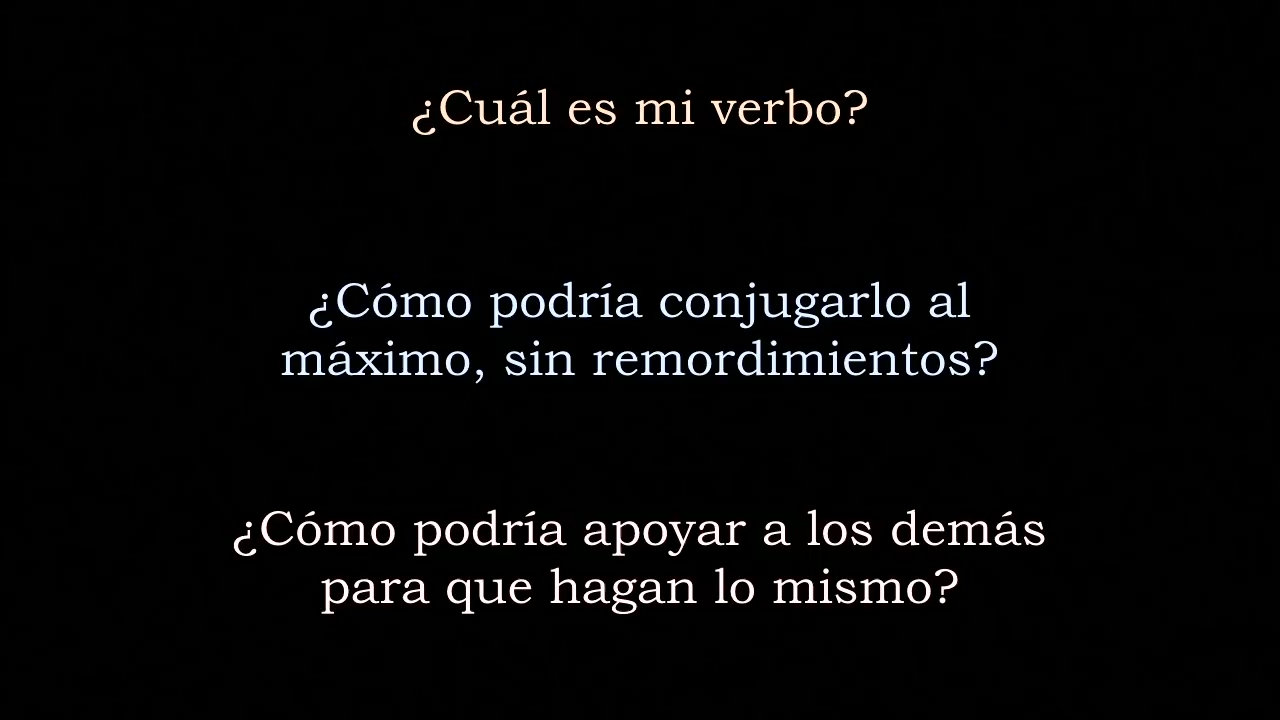 ¿Cuál es mi verbo?
¿Cómo podría conjugarlo al
máximo, sin remordimientos?
¿Cómo podría apoyar a los demás
para que hagan lo mismo?